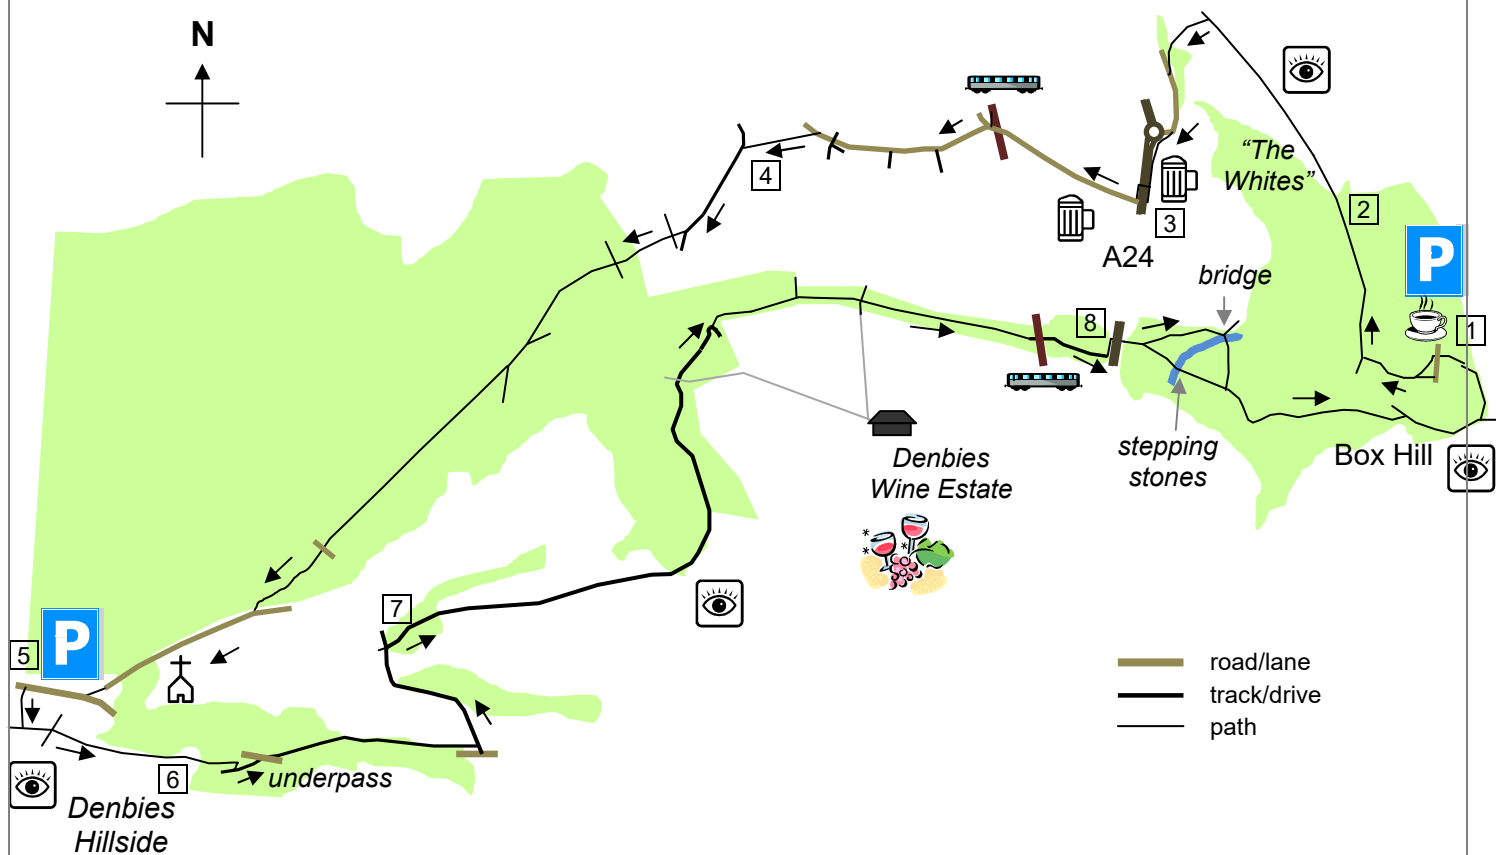 N
“The
Whites”
2
4
3
A24
P
bridge
1
8
stepping
stones
Box Hill
Denbies
Wine Estate
7
5
P
road/lane
track/drive
path
6
underpass
Denbies
Hillside